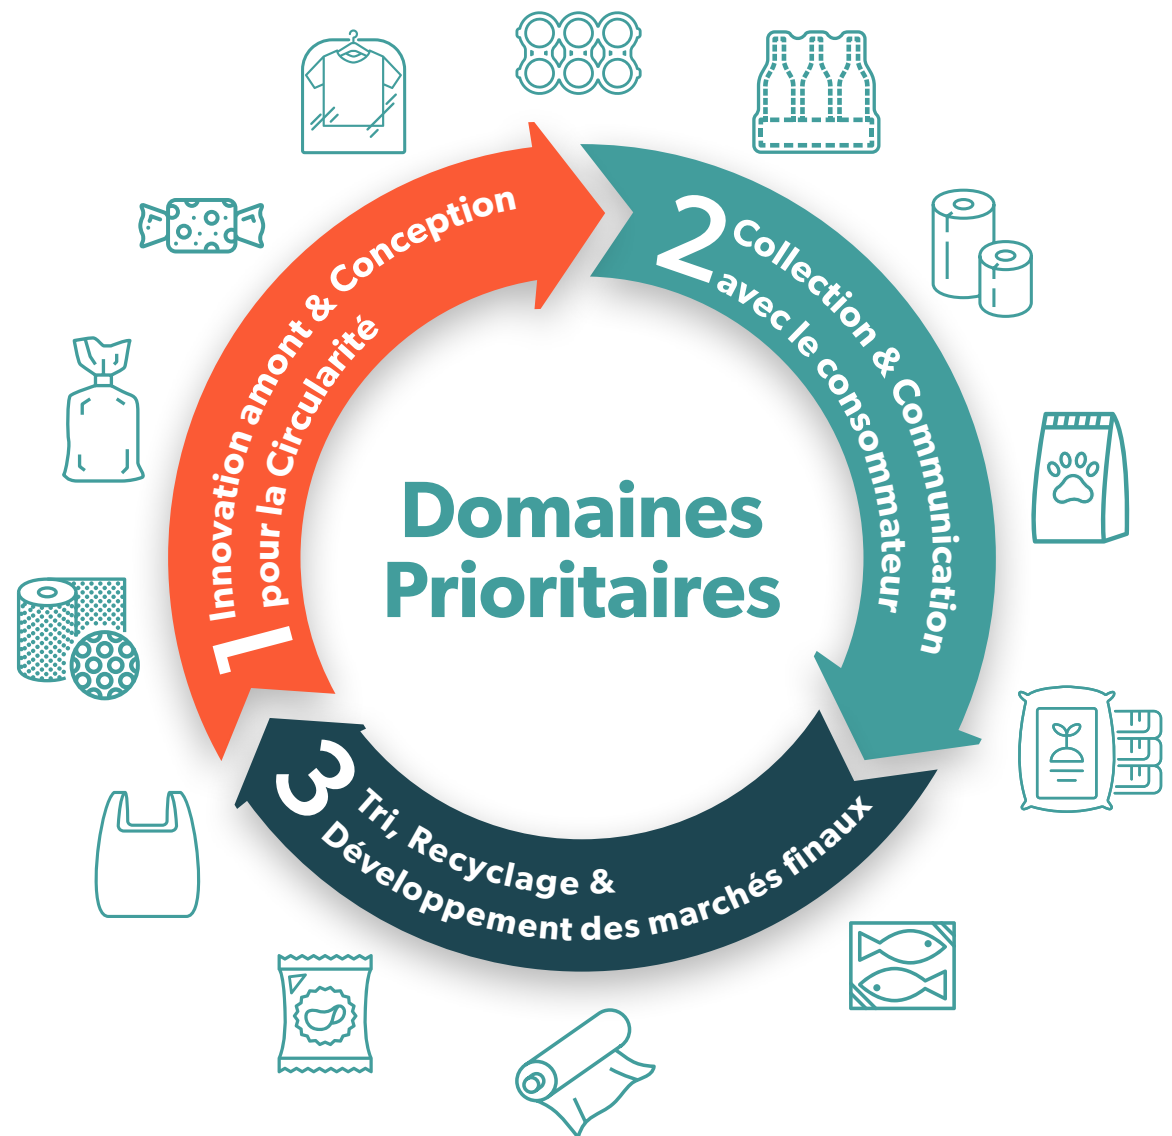 Domaines
Prioritaires
1
Innovation amont & Conception
pour la Circularité
2
Collection & Communication
avec le consommateur
3
Tri, Recyclage &
Développement des marchés finaux